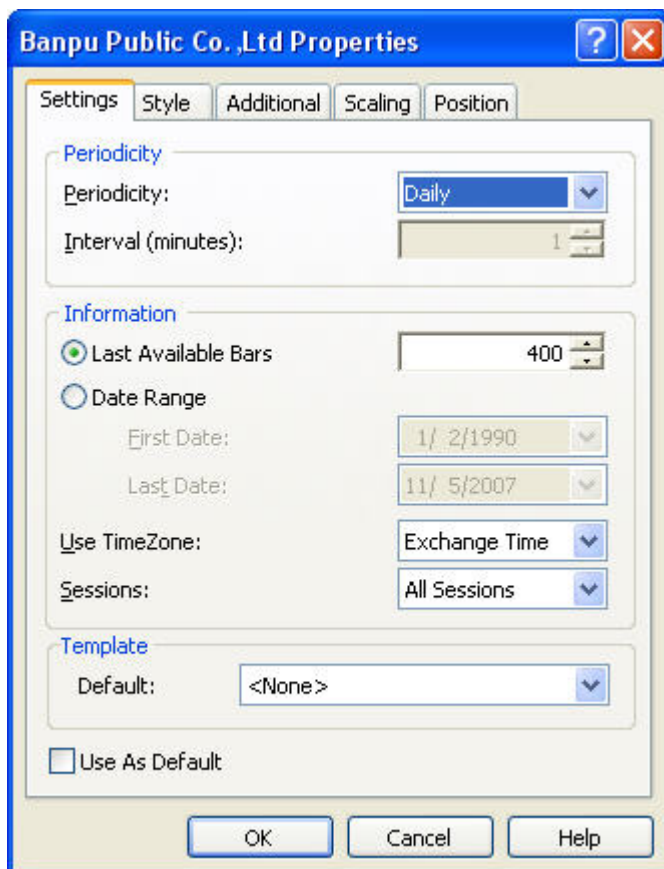 Banpu Public Co. ,Ltd Properties
Settings Style Additional Scaling Position
Periodicity
Periodicity: Daily
Interval (minutes): 1
Information
Last Available Bars 400
Date Range
First Date: 1/ 2/1990
Last Date: 11/ 5/2007
Use TimeZone: Exchange Time
Sessions: All Sessions
Template
Default: <None>
Use As Default
OK Cancel Help